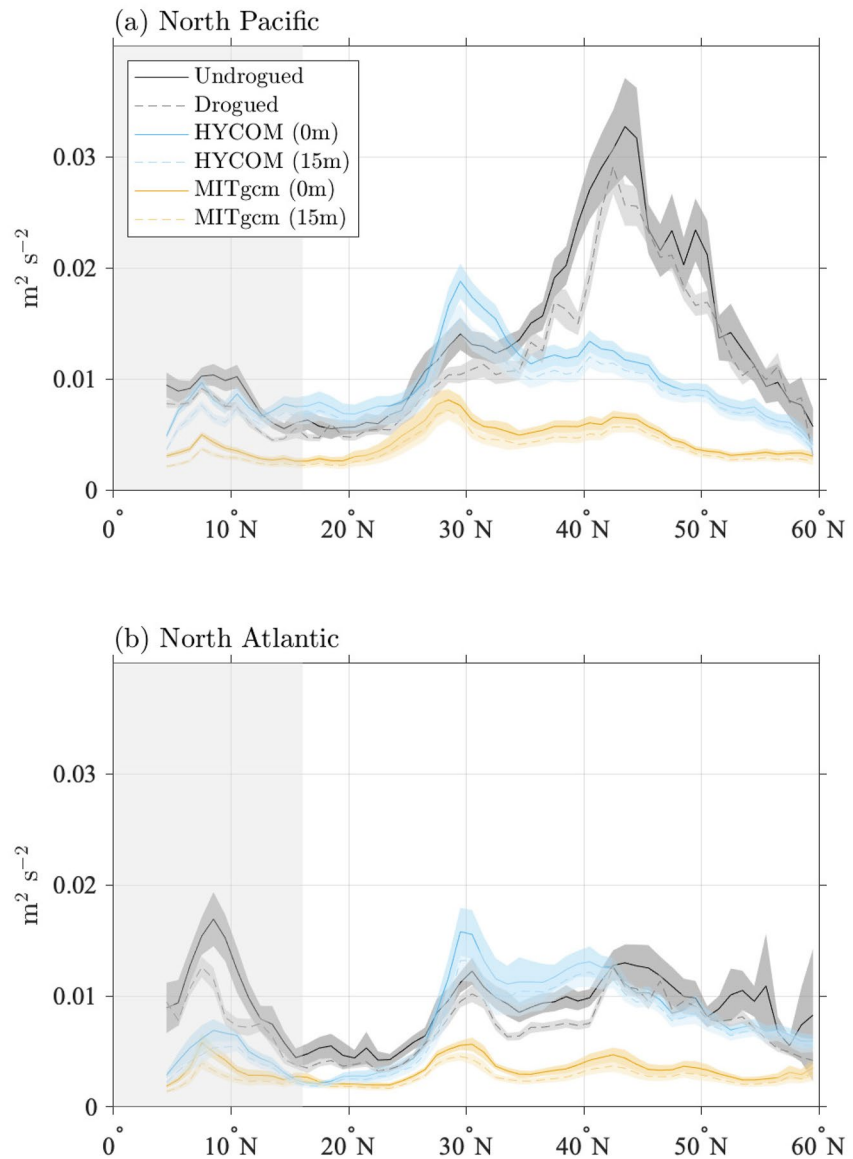 (a) North Pacific
Undrogued
Drogued
HYCOM (0m)
HYCOM (15m)
MITgcm (0m)
MITgcm (15m)
0.03
0.02
0.01
0
m² s⁻²
0° 10°N 20°N 30°N 40°N 50°N 60°N
(b) North Atlantic
0.03
0.02
0.01
0
m² s⁻²
0° 10°N 20°N 30°N 40°N 50°N 60°N